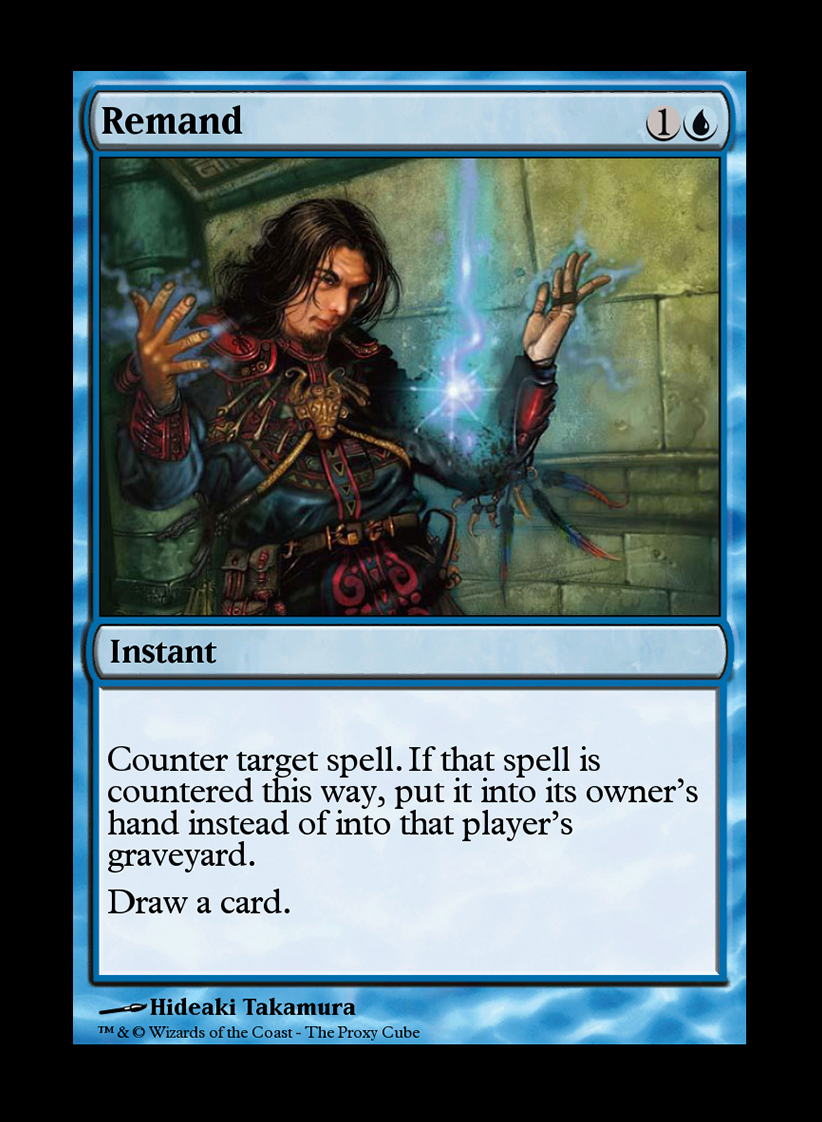 Remand 1
Instant
Counter target spell. If that spell is
countered this way, put it into its owner's
hand instead of into that player's
graveyard.
Draw a card.
Hideaki Takamura
™ & © Wizards of the Coast - The Proxy Cube